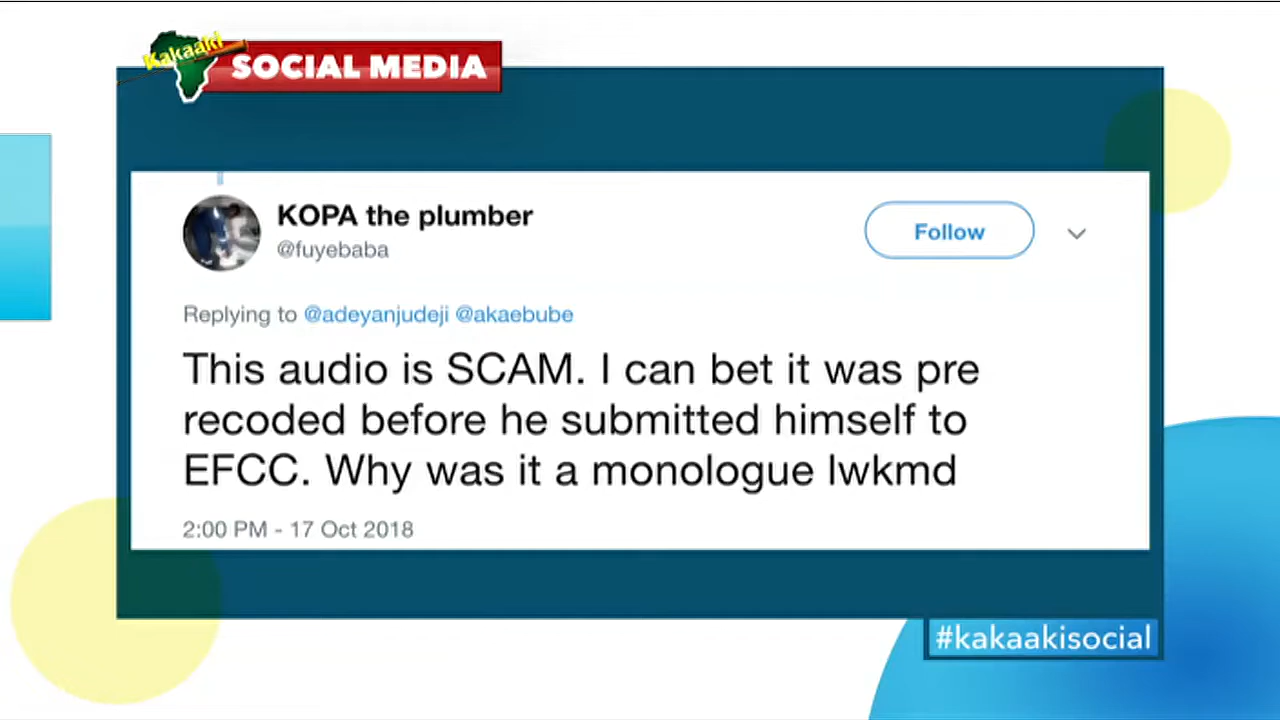 Kakaaki
SOCIAL MEDIA
KOPA the plumber
@fuyebaba
Follow
Replying to @adeyanjudeji @akaebube
This audio is SCAM. I can bet it was pre
recoded before he submitted himself to
EFCC. Why was it a monologue lwkmd
2:00 PM - 17 Oct 2018
#kakaakisocial